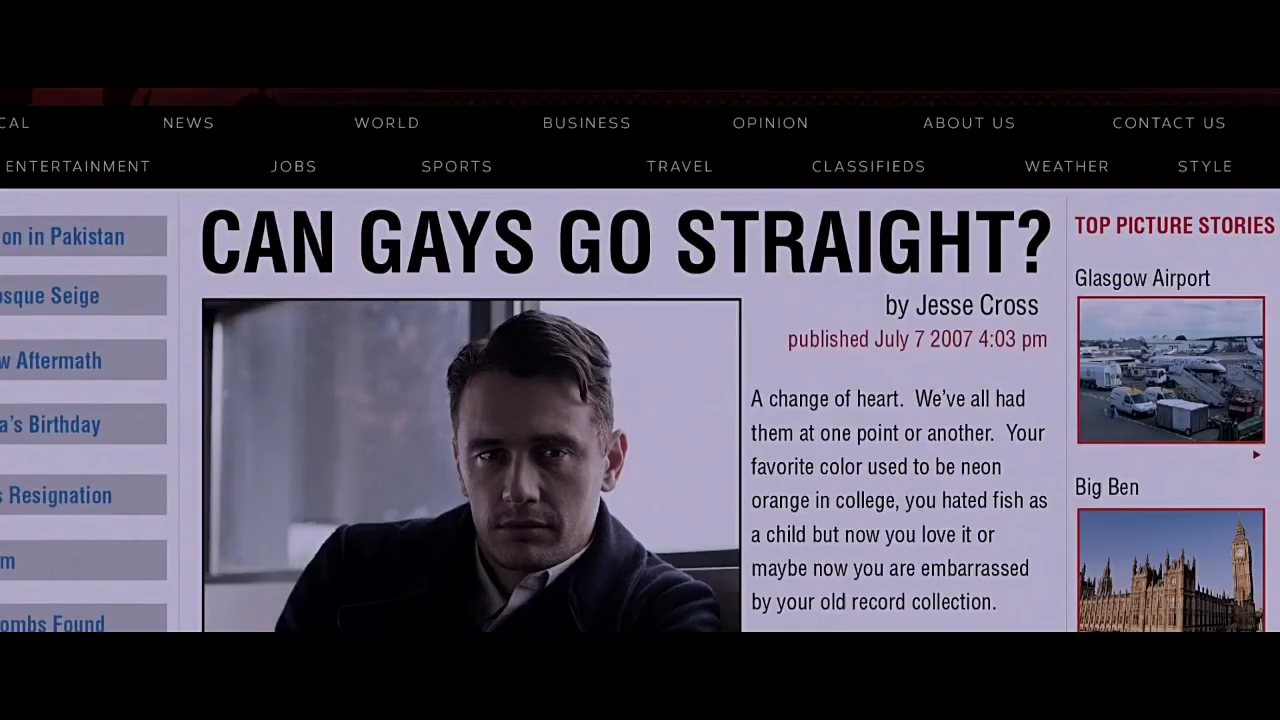 NEWS WORLD BUSINESS OPINION ABOUT US CONTACT US
ENTERTAINMENT JOBS SPORTS TRAVEL CLASSIFIEDS WEATHER STYLE
on in Pakistan
Seige
Aftermath
Birthday
Resignation
Found
CAN GAYS GO STRAIGHT?
by Jesse Cross
published July 7 2007 4:03 pm
A change of heart. We've all had
them at one point or another. Your
favorite color used to be neon
orange in college, you hated fish as
a child but now you love it or
maybe now you are embarrassed
by your old record collection.
TOP PICTURE STORIES
Glasgow Airport
Big Ben